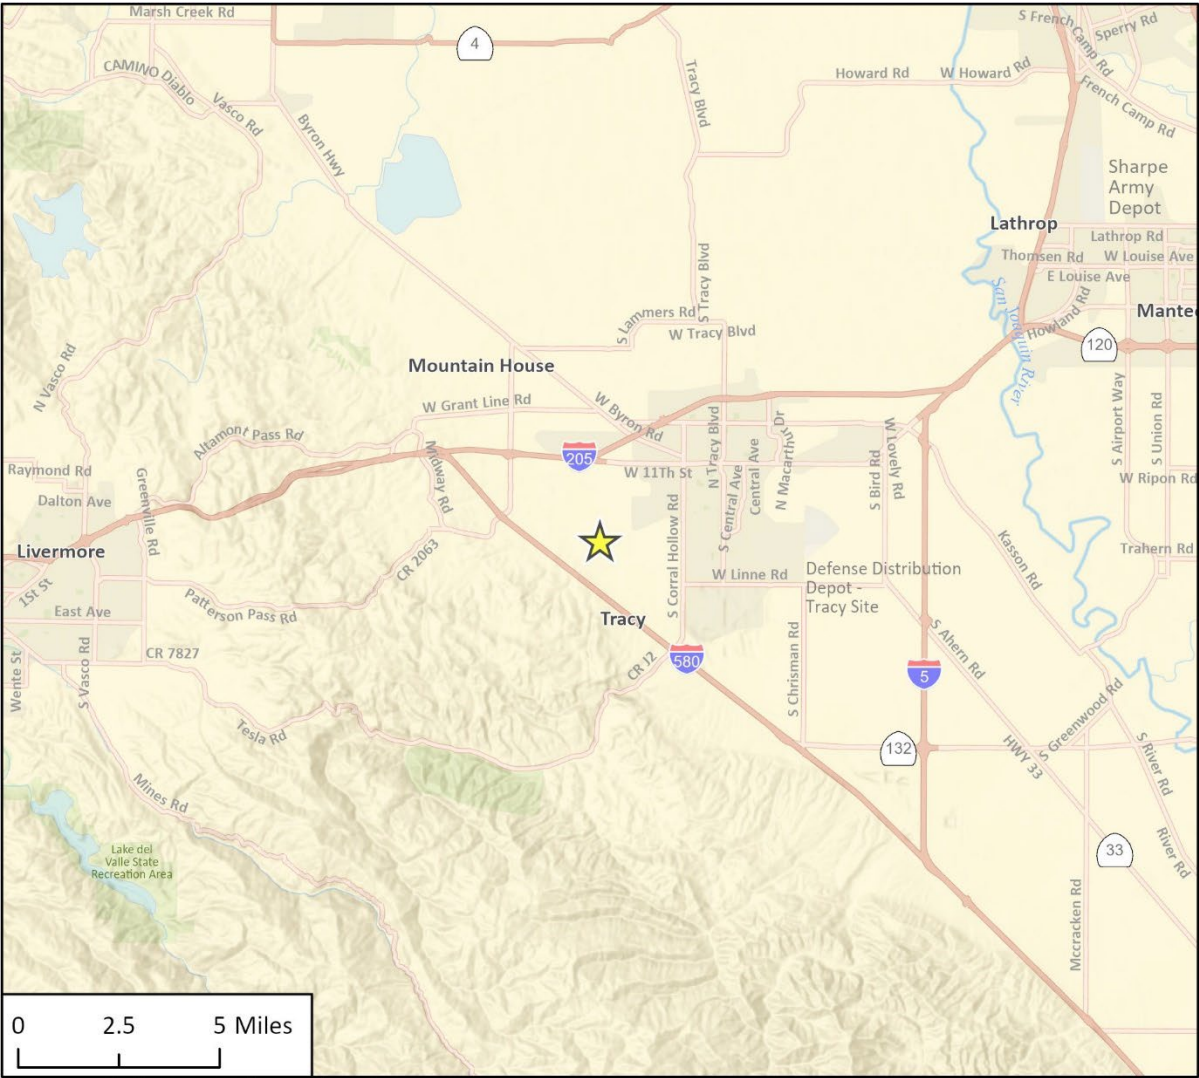 Marsh Creek Rd
S French
Camp Rd
Sperry Rd
4
CAMINO Diablo
Vasco Rd
Byron Hwy
Tracy Blvd
Howard Rd
W Howard Rd
French Camp Rd
Sharpe
Army
Depot
Lathrop
Lathrop Rd
Thomsen Rd
W Louise Ave
E Louise Ave
San Joaquin River
Howland Rd
Mantec
120
S Tracy Blvd
S Lammers Rd
W Tracy Blvd
N Vasco Rd
Mountain House
W Grant Line Rd
W Byron Rd
Altamont Pass Rd
Midway Rd
205
W 11Th St
N Tracy Blvd
S Central Ave
Central Ave
N Macarthur Dr
S Bird Rd
W Lovely Rd
S Airport Way
S Union Rd
W Ripon Rd
Raymond Rd
Dalton Ave
Greenville Rd
Livermore
1St St
East Ave
CR 2063
Patterson Pass Rd
S Corral Hollow Rd
W Linne Rd
Defense Distribution
Depot -
Tracy Site
Kasson Rd
Trahern Rd
Tracy
CR J2
580
CR 7827
Wente St
S Vasco Rd
Tesla Rd
S Chrisman Rd
5
S Ahern Rd
S Greenwood Rd
132
HWY 33
S River Rd
River Rd
Mines Rd
Lake del
Valle State
Recreation Area
33
Mccracken Rd
0 2.5 5 Miles